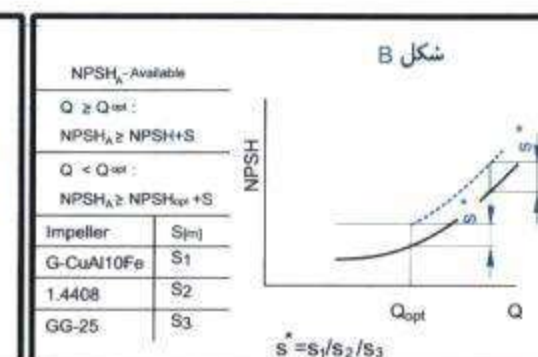 شکل B
NPSHA-Available
Q ≥ Qopt :
NPSHA ≥ NPSH+S
Q < Qopt :
NPSHA ≥ NPSHopt +S
Impeller S[m]
G-CuAl10Fe S1
1.4408 S2
GG-25 S3
NPSH
S*
S*
Qopt Q
s*=s1/s2/s3